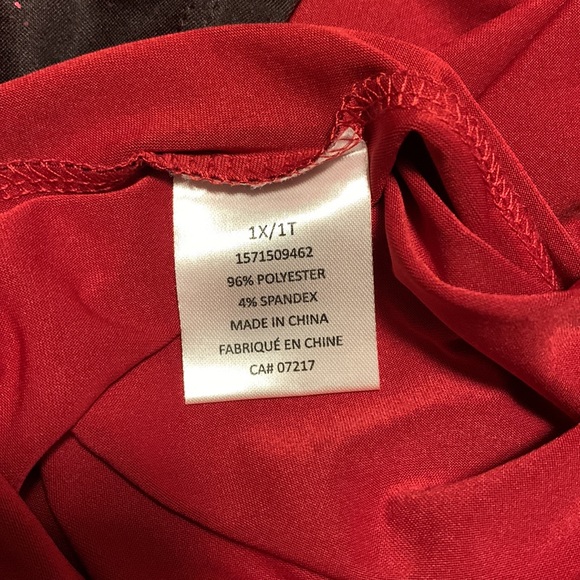 1X/1T
1571509462
96% POLYESTER
4% SPANDEX
MADE IN CHINA
FABRIQUÉ EN CHINE
CA# 07217